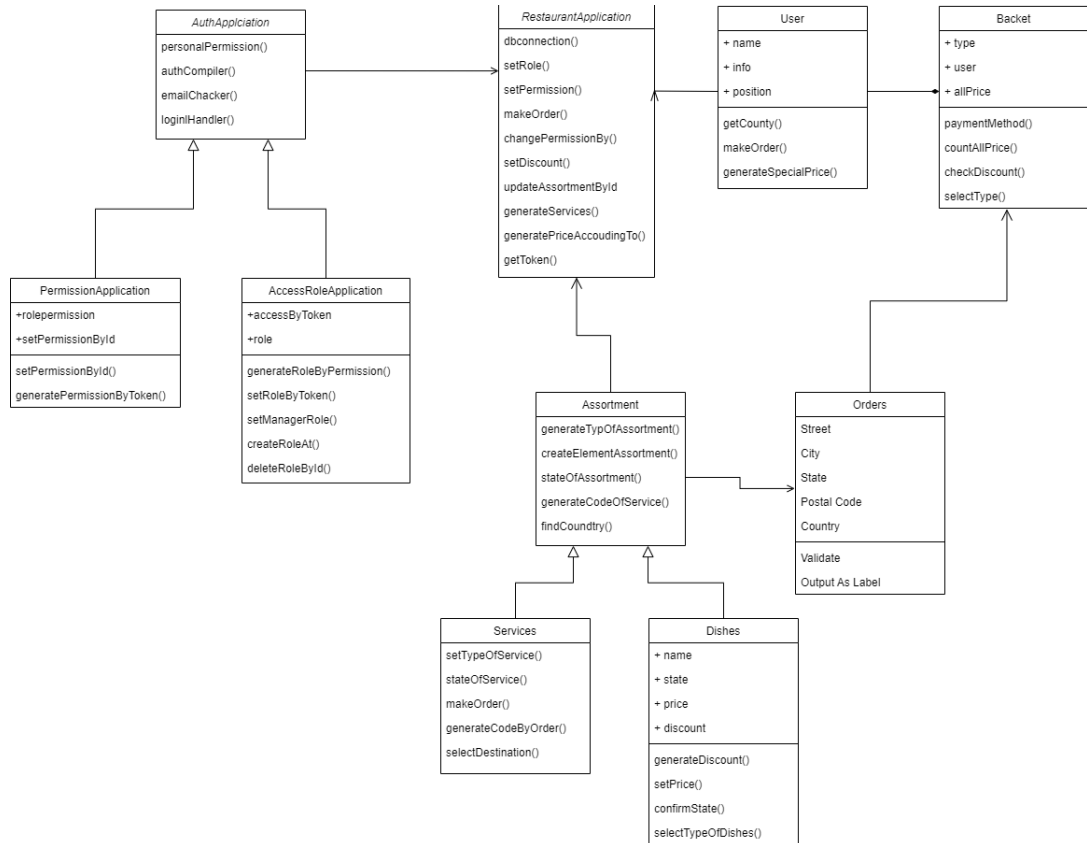 AuthApplciation
personalPermission()
authCompiler()
emailChacker()
loginlHandler()
RestaurantApplication
dbconnection()
setRole()
setPermission()
makeOrder()
changePermissionBy()
setDiscount()
updateAssortmentById
generateServices()
generatePriceAccoudingTo()
getToken()
User
+ name
+ info
+ position
getCounty()
makeOrder()
generateSpecialPrice()
Backet
+ type
+ user
+ allPrice
paymentMethod()
countAllPrice()
checkDiscount()
selectType()
PermissionApplication
+rolepermission
+setPermissionById
setPermissionById()
generatePermissionByToken()
AccessRoleApplication
+accessByToken
+role
generateRoleByPermission()
setRoleByToken()
setManagerRole()
createRoleAt()
deleteRoleById()
Assortment
generateTypOfAssortment()
createElementAssortment()
stateOfAssortment()
generateCodeOfService()
findCoundtry()
Orders
Street
City
State
Postal Code
Country
Validate
Output As Label
Services
setTypeOfService()
stateOfService()
makeOrder()
generateCodeByOrder()
selectDestination()
Dishes
+ name
+ state
+ price
+ discount
generateDiscount()
setPrice()
confirmState()
selectTypeOfDishes()